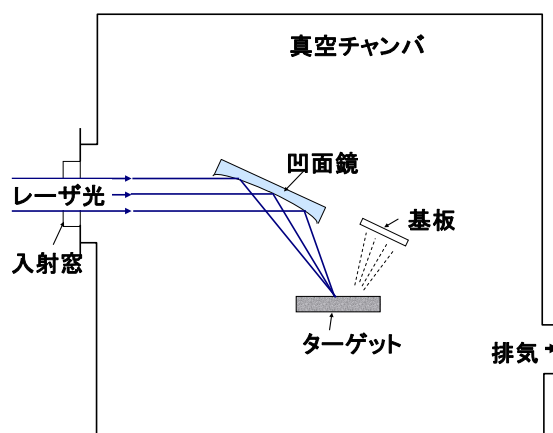 真空チャンバ
凹面鏡
レーザ光
基板
入射窓
ターゲット
排気